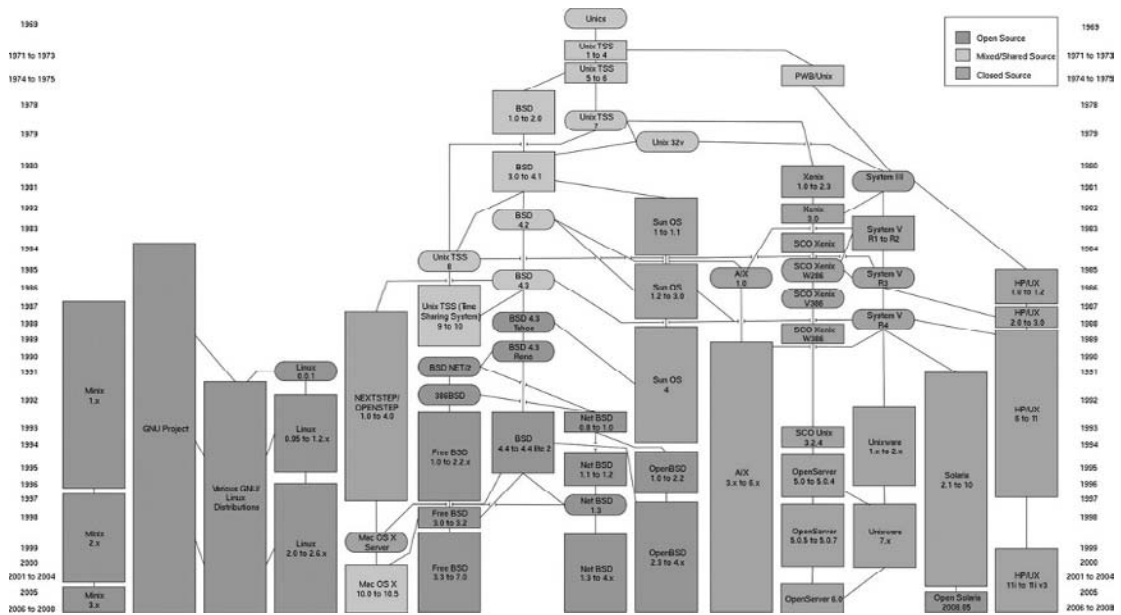 1969
1971 to 1973
1974 to 1975
1978
1979
1980
1981
1982
1983
1984
1985
1986
1987
1988
1989
1990
1991
1992
1993
1994
1995
1996
1997
1998
1999
2000
2001 to 2004
2005
2006 to 2008
Unics
Unix TSS
1 to 4
Unix TSS
5 to 6
PWB/Unix
BSD
1.0 to 2.0
Unix TSS
7
Unix 32v
BSD
3.0 to 4.1
Xenix
1.0 to 2.3
System III
Sun OS
1 to 1.1
Xenix
3.0
BSD
4.2
System V
R1 to R2
SCO Xenix
Unix TSS
8
AIX
1.0
SCO Xenix
W286
System V
R3
HP/UX
1.0 to 1.2
BSD
4.3
Sun OS
1.2 to 3.0
Unix TSS (Time
Sharing System)
9 to 10
SCO Xenix
V386
HP/UX
2.0 to 3.0
BSD 4.3
Tahoe
System V
R4
SCO Xenix
W386
BSD 4.3
Reno
BSD NET/2
Linux
0.0.1
Sun OS
4
Minix
1.x
NEXTSTEP/
OPENSTEP
1.0 to 4.0
386BSD
GNU Project
Linux
0.95 to 1.2.x
Net BSD
0.8 to 1.0
HP/UX
6 to 11
BSD
4.4 to 4.4 lite 2
SCO Unix
3.2.4
Unixware
1.x to 2.x
Free BSD
1.0 to 2.2.x
Net BSD
1.1 to 1.2
OpenBSD
1.0 to 2.2
AIX
3.x to 6.x
OpenServer
5.0 to 5.0.4
Solaris
2.1 to 10
Various GNU/
Linux
Distributions
Net BSD
1.3
Free BSD
3.0 to 3.2
Minix
2.x
Linux
2.0 to 2.6.x
Mac OS X
Server
OpenServer
5.0.5 to 5.0.7
Unixware
7.x
OpenBSD
2.3 to 4.x
Mac OS X
10.0 to 10.5
Free BSD
3.3 to 7.0
Net BSD
1.3 to 4.x
HP/UX
11i to 11i v3
Minix
3.x
OpenServer 6.0
Open Solaris
2008.05
Open Source
Mixed/Shared Source
Closed Source
1969
1971 to 1973
1974 to 1975
1978
1979
1980
1981
1982
1983
1984
1985
1986
1987
1988
1989
1990
1991
1992
1993
1994
1995
1996
1997
1998
1999
2000
2001 to 2004
2005
2006 to 2008